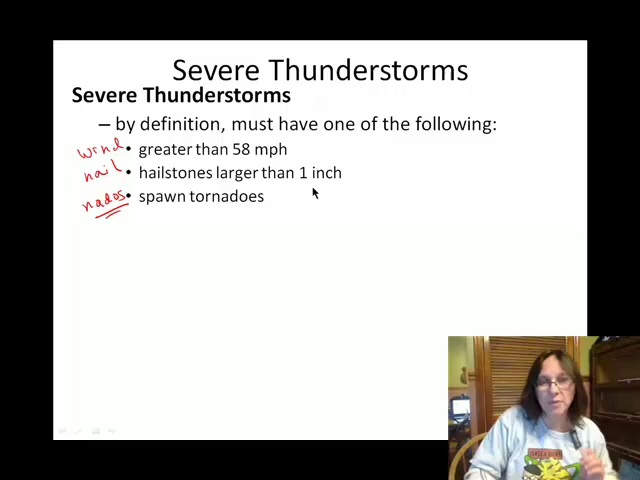 Severe Thunderstorms
Severe Thunderstorms
– by definition, must have one of the following:
wind • greater than 58 mph
hail • hailstones larger than 1 inch
nados • spawn tornadoes